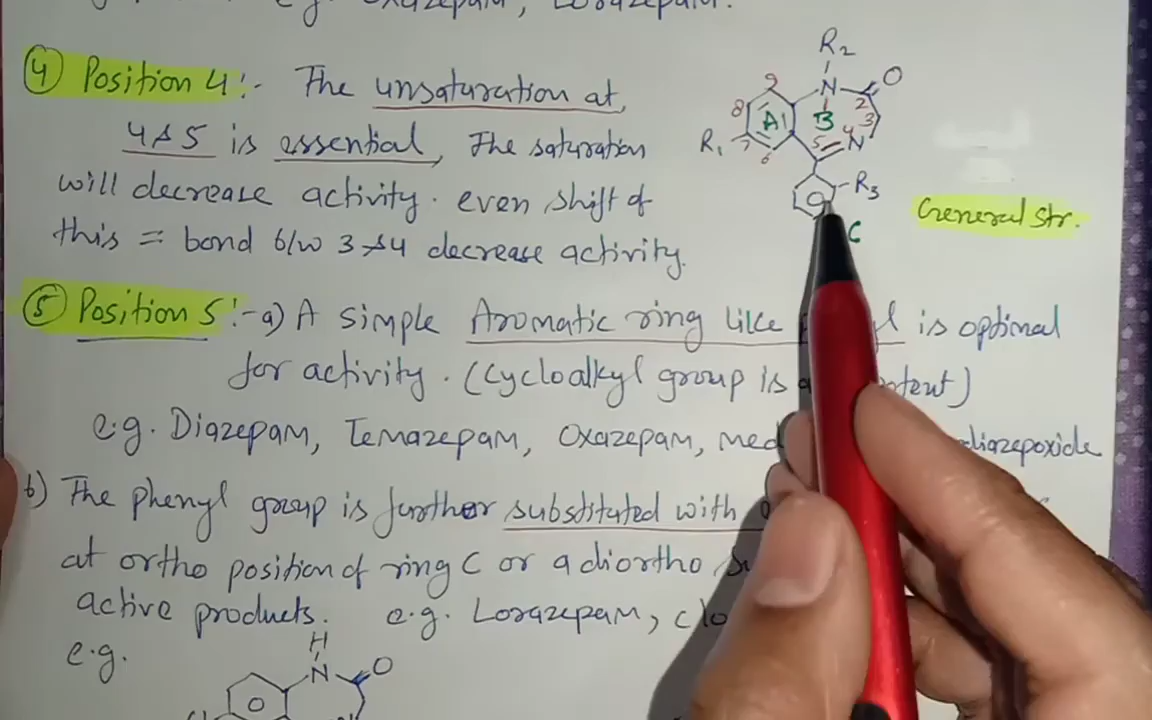 e.g. Oxazepam, Lorazepam.
④ Position 4:- The unsaturation at
4&5 is essential, The saturation
will decrease activity. even shift of
this = bond b/w 3&4 decrease activity.
R2
N
O
9
8
A
B
2
3
4
N
5
R1
7
6
R3
C
General Str.
⑤ Position 5:- a) A simple Aromatic ring like is optimal
for activity. (cycloalkyl group is
e.g. Diazepam, Temazepam, Oxazepam,
b) The phenyl group is further substituted with
at ortho position of ring C or a diortho
active products. e.g. Lorazepam,
e.g.
H
N
O